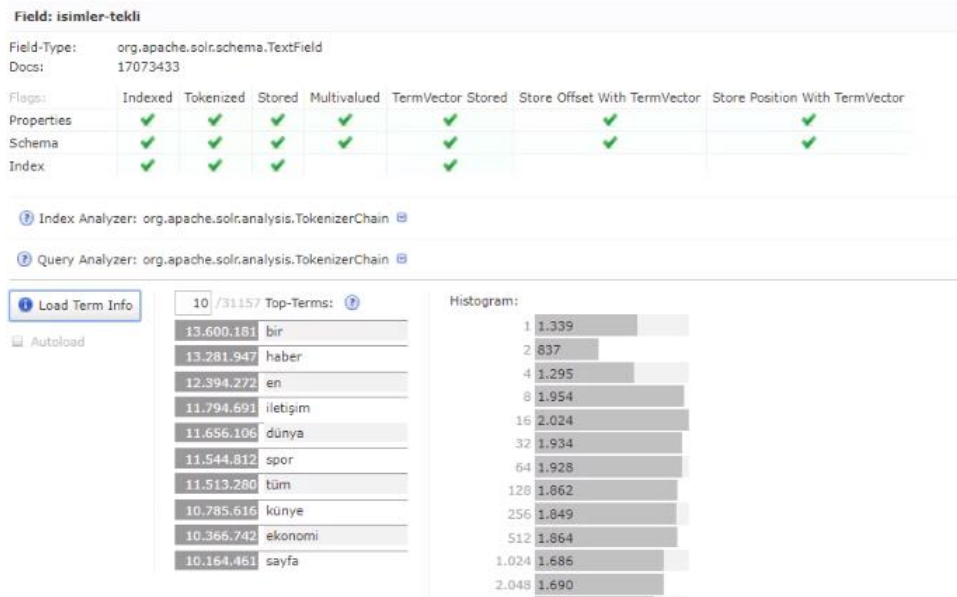 Field: isimler-tekli
Field-Type: org.apache.solr.schema.TextField
Docs: 17073433
Flags: Indexed Tokenized Stored Multivalued TermVector Stored Store Offset With TermVector Store Position With TermVector
Properties
Schema
Index
Index Analyzer: org.apache.solr.analysis.TokenizerChain
Query Analyzer: org.apache.solr.analysis.TokenizerChain
Load Term Info
Autoload
10 /31157 Top-Terms:
13.600.181 bir
13.281.947 haber
12.394.272 en
11.794.691 iletişim
11.656.106 dünya
11.544.812 spor
11.513.280 tüm
10.785.616 künye
10.366.742 ekonomi
10.164.461 sayfa
Histogram:
1 1.339
2 837
4 1.295
8 1.954
16 2.024
32 1.934
64 1.928
128 1.862
256 1.849
512 1.864
1.024 1.686
2.048 1.690